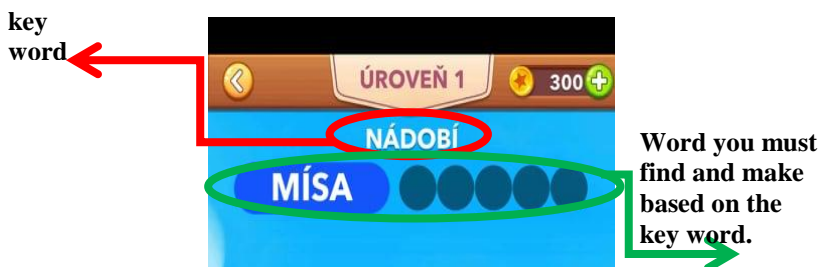 key
word
ÚROVEŇ 1
300
NÁDOBÍ
MÍSA
Word you must
find and make
based on the
key word.